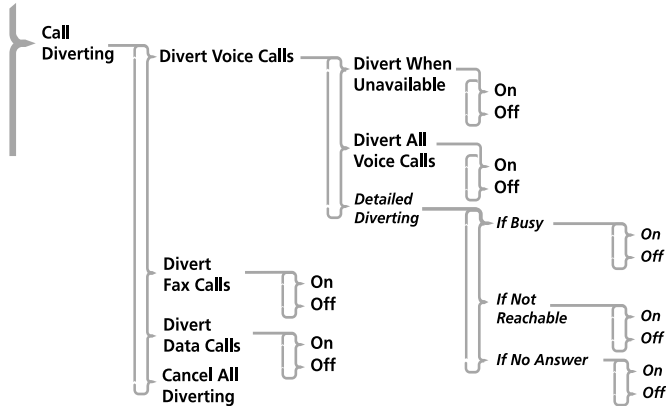 Call
Diverting
Divert Voice Calls
Divert When
Unavailable
On
Off
Divert All
Voice Calls
On
Off
Detailed
Diverting
If Busy
On
Off
If Not
Reachable
On
Off
If No Answer
On
Off
Divert
Fax Calls
On
Off
Divert
Data Calls
On
Off
Cancel All
Diverting